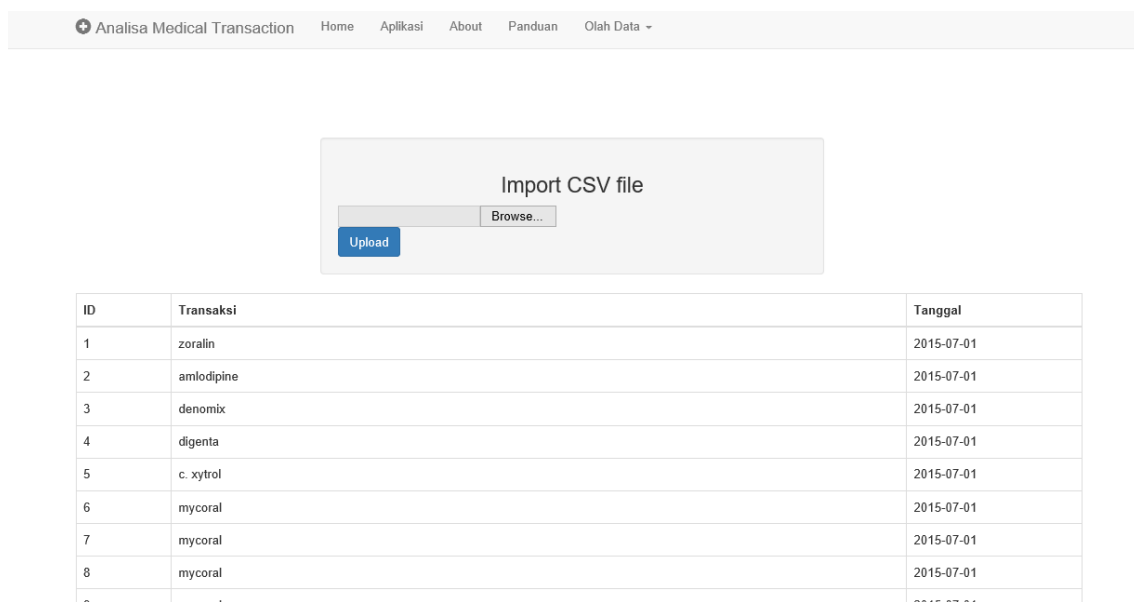 Analisa Medical Transaction Home Aplikasi About Panduan Olah Data
Import CSV file
Browse...
Upload
ID Transaksi Tanggal
1 zoralin 2015-07-01
2 amlodipine 2015-07-01
3 denomix 2015-07-01
4 digenta 2015-07-01
5 c. xytrol 2015-07-01
6 mycoral 2015-07-01
7 mycoral 2015-07-01
8 mycoral 2015-07-01